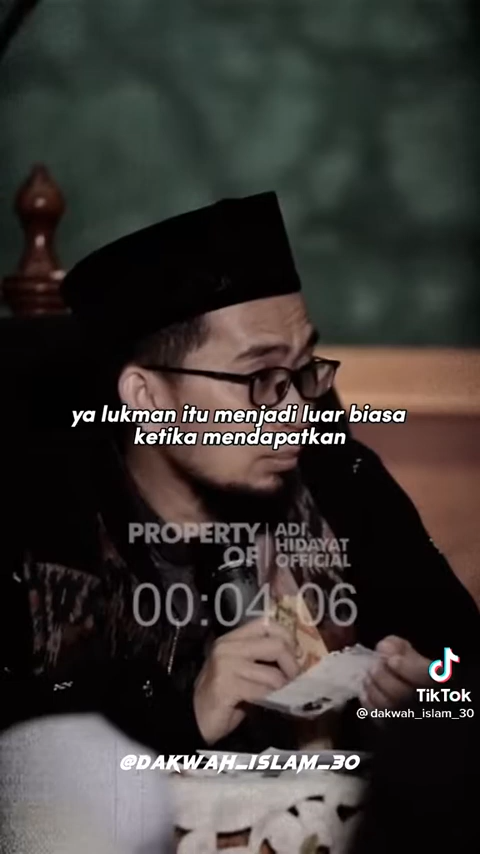 ya lukman itu menjadi luar biasa
ketika mendapatkan
PROPERTY OF
ADI HIDAYAT OFFICIAL
00:04:06
TikTok
@dakwah_islam_30
@DAKWAH_ISLAM_30